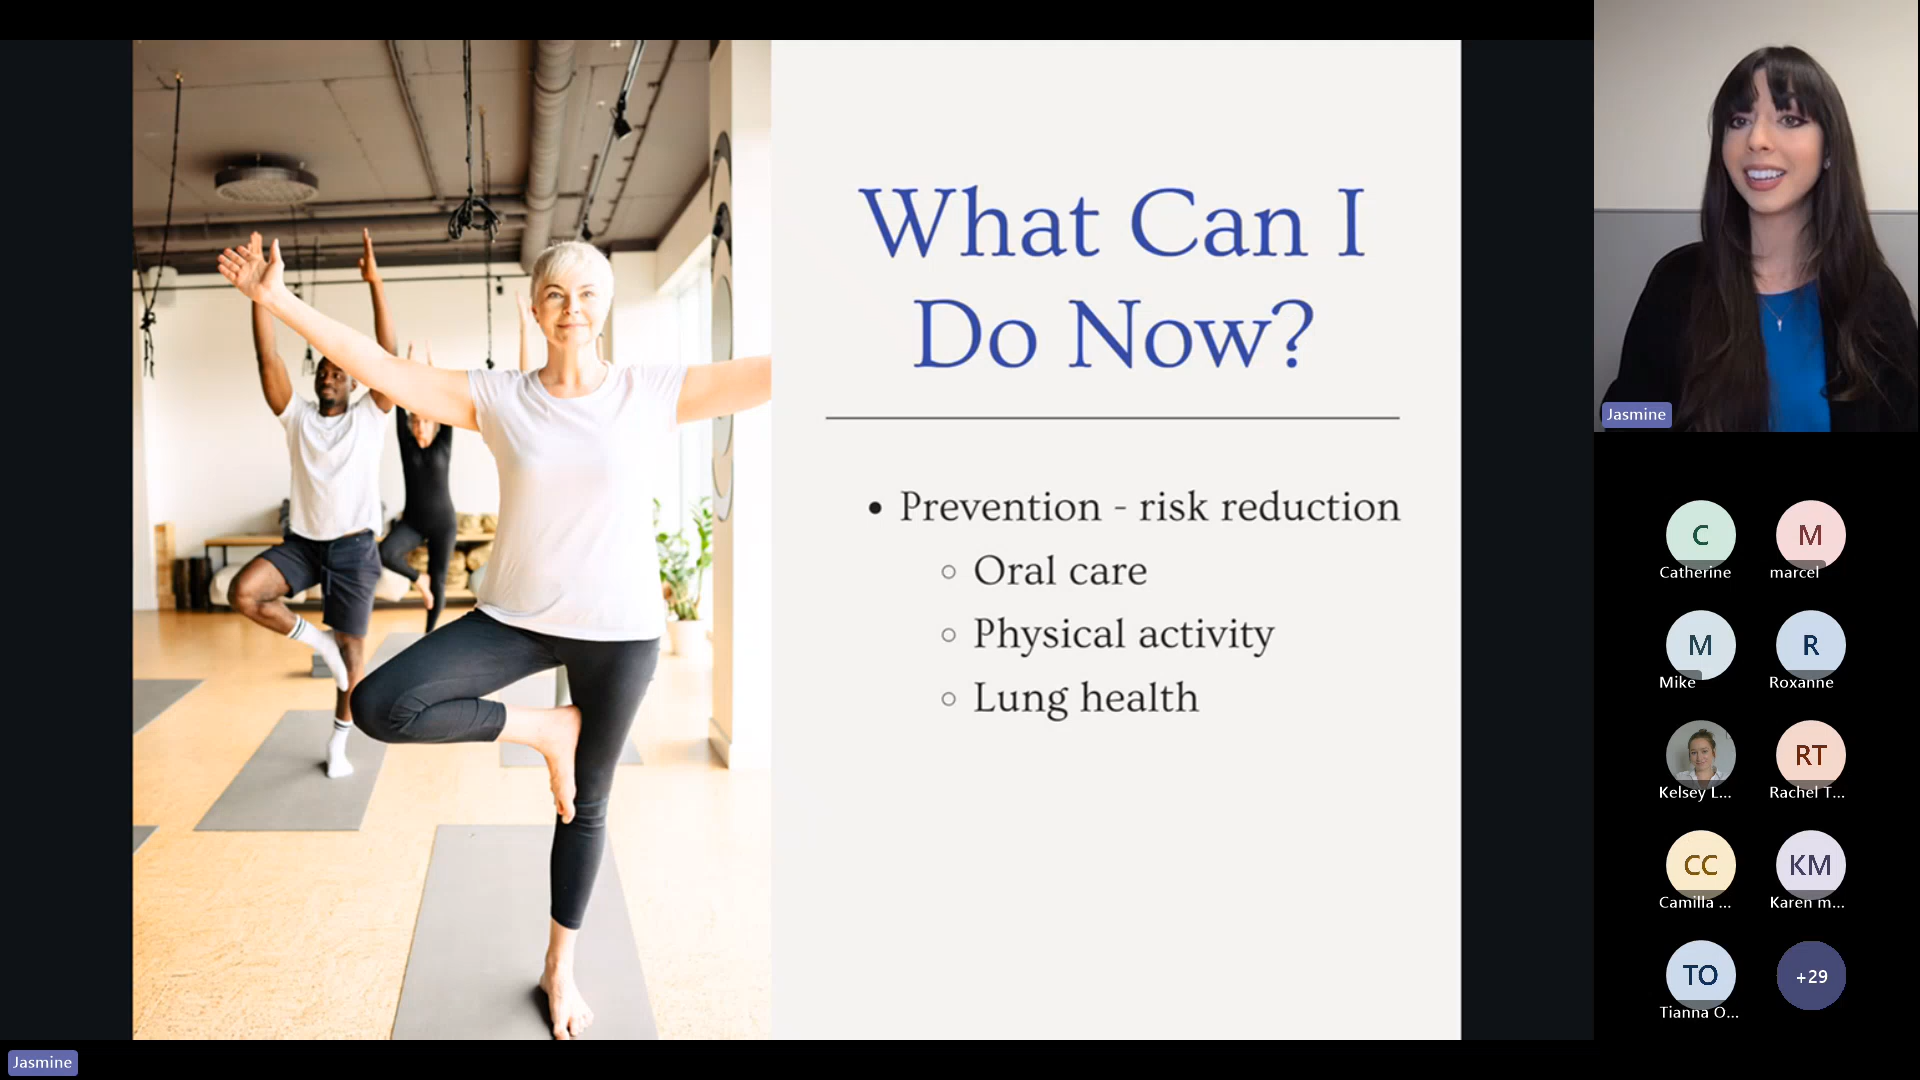 What Can I
Do Now?
• Prevention - risk reduction
○ Oral care
○ Physical activity
○ Lung health
Jasmine
C
Catherine
M
marcel
M
Mike
R
Roxanne
Kelsey L...
RT
Rachel T...
CC
Camilla ...
KM
Karen m...
TO
Tianna O...
+29
Jasmine